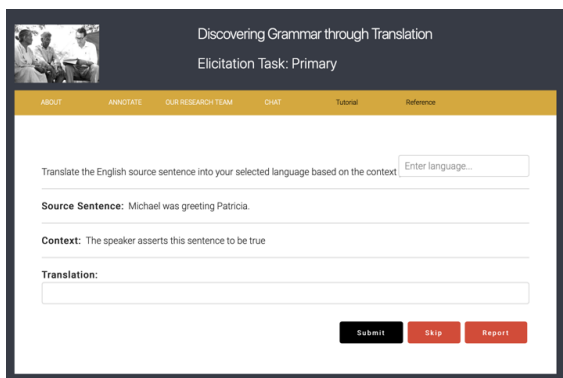 Discovering Grammar through Translation
Elicitation Task: Primary
ABOUT ANNOTATE OUR RESEARCH TEAM CHAT Tutorial Reference
Translate the English source sentence into your selected language based on the context Enter language...
Source Sentence: Michael was greeting Patricia.
Context: The speaker asserts this sentence to be true
Translation:
Submit Skip Report